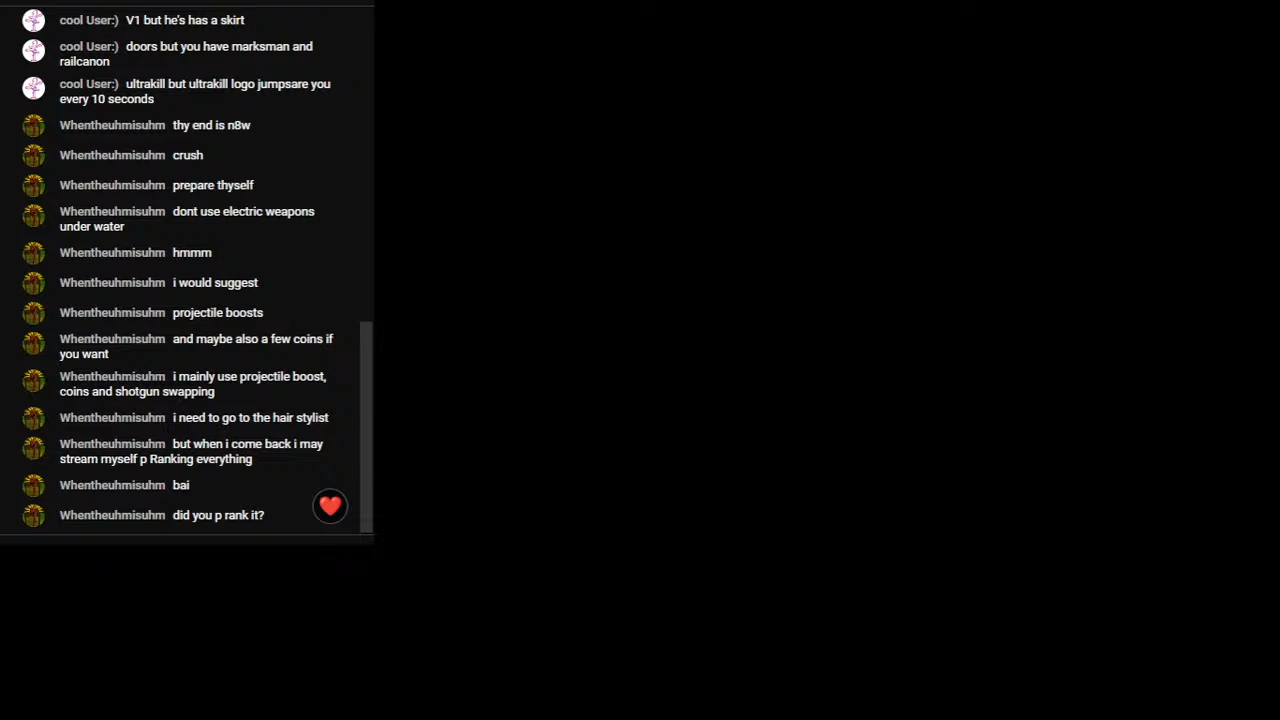 cool User:) V1 but he's has a skirt
cool User:) doors but you have marksman and
railcanon
cool User:) ultrakill but ultrakill logo jumpsare you
every 10 seconds
Whentheuhmisuhm thy end is n8w
Whentheuhmisuhm crush
Whentheuhmisuhm prepare thyself
Whentheuhmisuhm dont use electric weapons
under water
Whentheuhmisuhm hmmm
Whentheuhmisuhm i would suggest
Whentheuhmisuhm projectile boosts
Whentheuhmisuhm and maybe also a few coins if
you want
Whentheuhmisuhm i mainly use projectile boost,
coins and shotgun swapping
Whentheuhmisuhm i need to go to the hair stylist
Whentheuhmisuhm but when i come back i may
stream myself p Ranking everything
Whentheuhmisuhm bai
Whentheuhmisuhm did you p rank it?